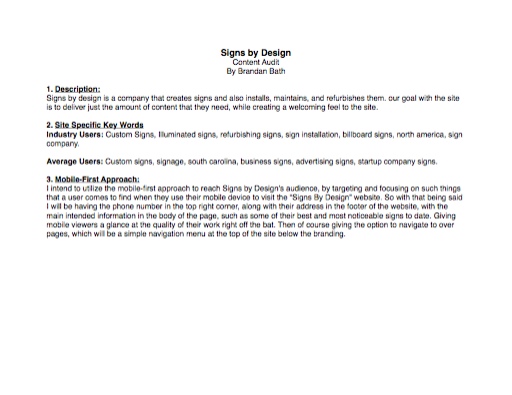 Signs by Design
Content Audit
By Brandan Bath
1. Description:
Signs by design is a company that creates signs and also installs, maintains, and refurbishes them. our goal with the site
is to deliver just the amount of content that they need, while creating a welcoming feel to the site.
2. Site Specific Key Words
Industry Users: Custom Signs, Illuminated signs, refurbishing signs, sign installation, billboard signs, north america, sign
company.
Average Users: Custom signs, signage, south carolina, business signs, advertising signs, startup company signs.
3. Mobile-First Approach:
I intend to utilize the mobile-first approach to reach Signs by Design's audience, by targeting and focusing on such things
that a user comes to find when they use their mobile device to visit the "Signs By Design" website. So with that being said
I will be having the phone number in the top right corner, along with their address in the footer of the website, with the
main intended information in the body of the page, such as some of their best and most noticeable signs to date. Giving
mobile viewers a glance at the quality of their work right off the bat. Then of course giving the option to navigate to over
pages, which will be a simple navigation menu at the top of the site below the branding.